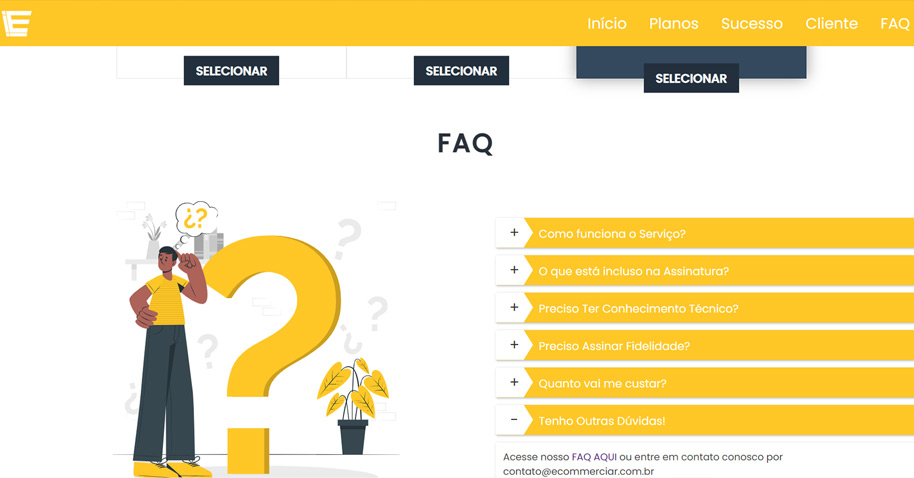 Início Planos Sucesso Cliente FAQ
SELECIONAR SELECIONAR SELECIONAR
FAQ
¿?
+ Como funciona o Serviço?
+ O que está incluso na Assinatura?
+ Preciso Ter Conhecimento Técnico?
+ Preciso Assinar Fidelidade?
+ Quanto vai me custar?
− Tenho Outras Dúvidas!
Acesse nosso FAQ AQUI ou entre em contato conosco por
contato@ecommerciar.com.br